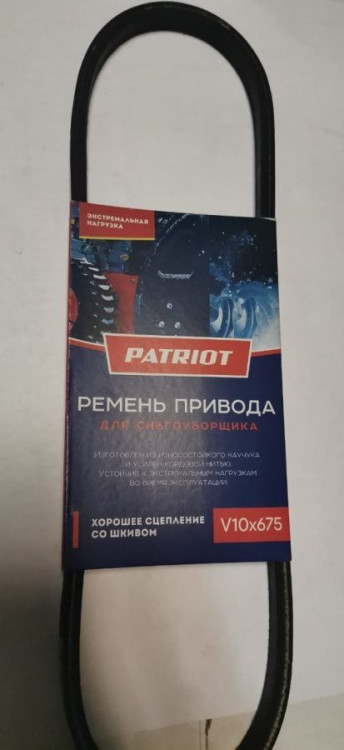 ЭКСТРЕМАЛЬНАЯ
НАГРУЗКА
PATRIOT
РЕМЕНЬ ПРИВОДА
ДЛЯ СНЕГОУБОРЩИКА
ИЗГОТОВЛЕН ИЗ ИЗНОСОСТОЙКОГО КАУЧУКА
И УСИЛЕН КОРДОВОЙ НИТЬЮ.
УСТОЙЧИВ К ЭКСТРЕМАЛЬНЫМ НАГРУЗКАМ
ВО ВРЕМЯ ЭКСПЛУАТАЦИИ
ХОРОШЕЕ СЦЕПЛЕНИЕ
СО ШКИВОМ
V10x675